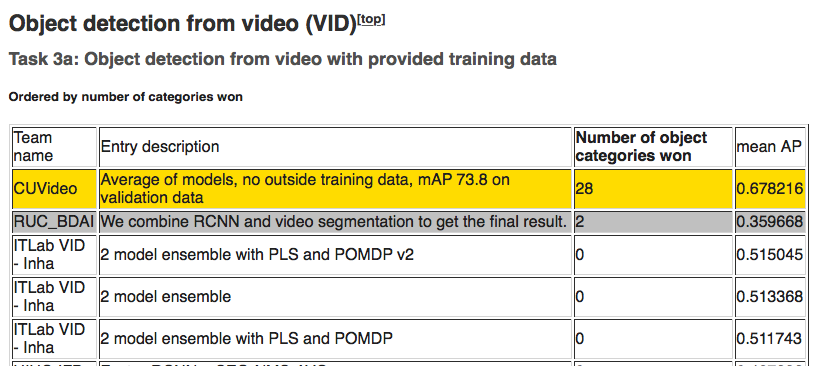 Object detection from video (VID)[top]
Task 3a: Object detection from video with provided training data
Ordered by number of categories won
Team name Entry description Number of object categories won mean AP
CUVideo Average of models, no outside training data, mAP 73.8 on validation data 28 0.678216
RUC_BDAI We combine RCNN and video segmentation to get the final result. 2 0.359668
ITLab VID - Inha 2 model ensemble with PLS and POMDP v2 0 0.515045
ITLab VID - Inha 2 model ensemble 0 0.513368
ITLab VID - Inha 2 model ensemble with PLS and POMDP 0 0.511743